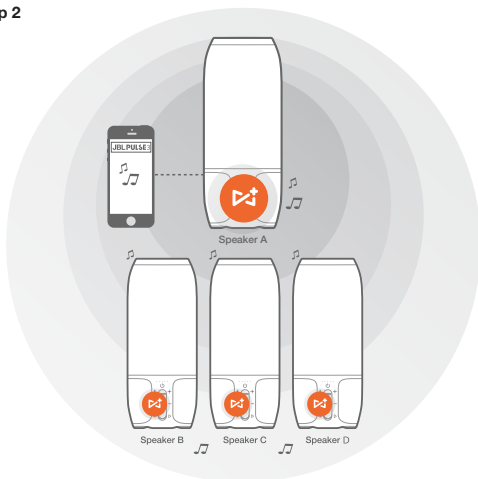 p 2
JBL PULSE 3
Speaker A
Speaker B
Speaker C
Speaker D